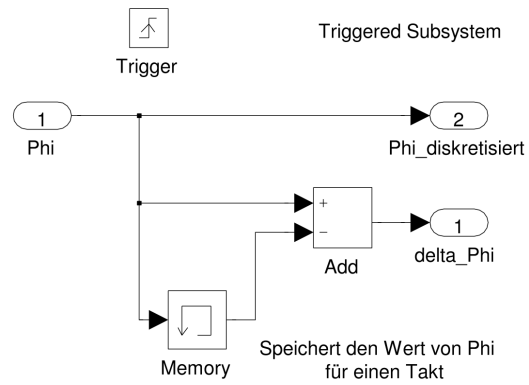 Triggered Subsystem
Trigger
1
Phi
2
Phi_diskretisiert
+
−
Add
1
delta_Phi
Memory
Speichert den Wert von Phi
für einen Takt